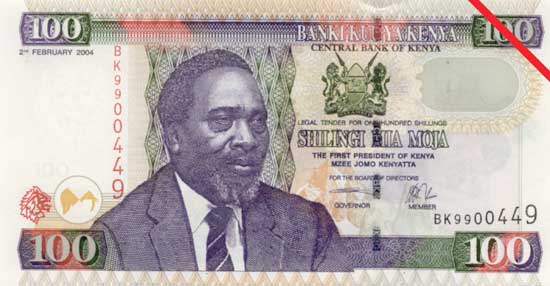 100 BANKI KUU YA KENYA 100
CENTRAL BANK OF KENYA
2ND FEBRUARY 2004
BK9900449
LEGAL TENDER FOR ONE HUNDRED SHILLINGS
SHILINGI MIA MOJA
THE FIRST PRESIDENT OF KENYA
MZEE JOMO KENYATTA
FOR THE BOARD OF DIRECTORS
GOVERNOR MEMBER
BK9900449
100 100